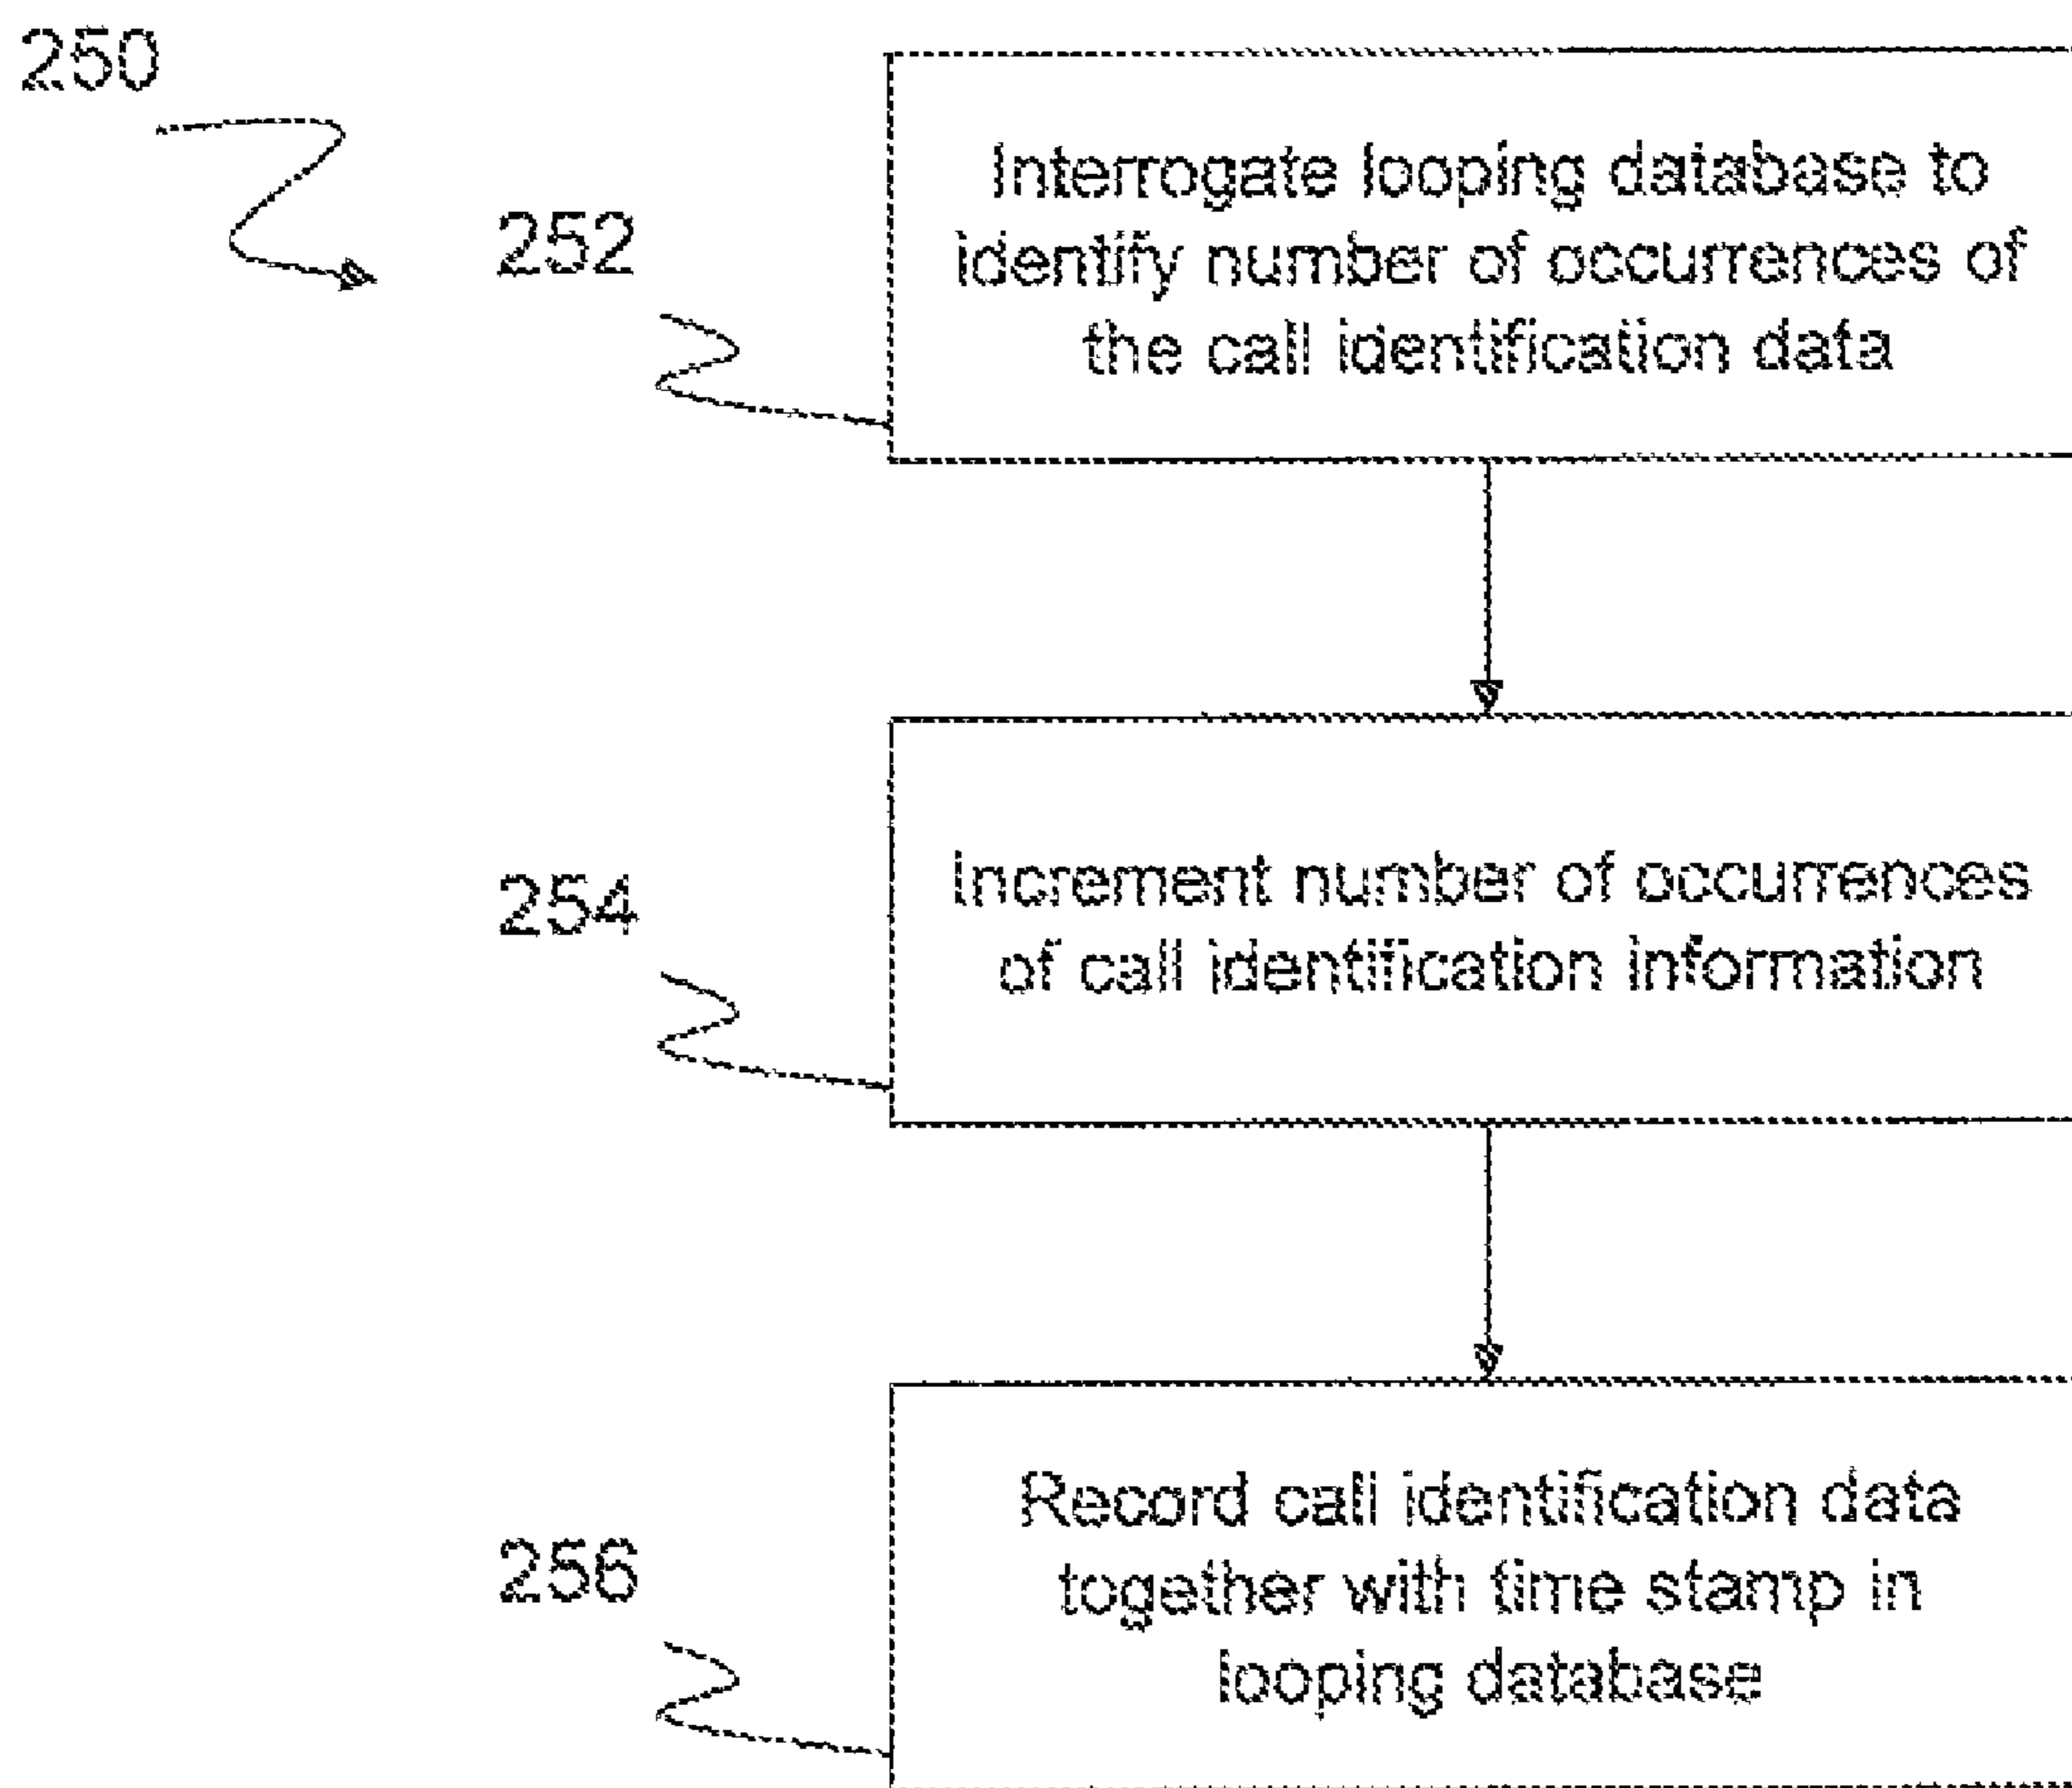 250
252
Interrogate looping database to
identify number of occurrences of
the call identification data
254
Increment number of occurrences
of call identification information
256
Record call identification data
together with time stamp in
looping database